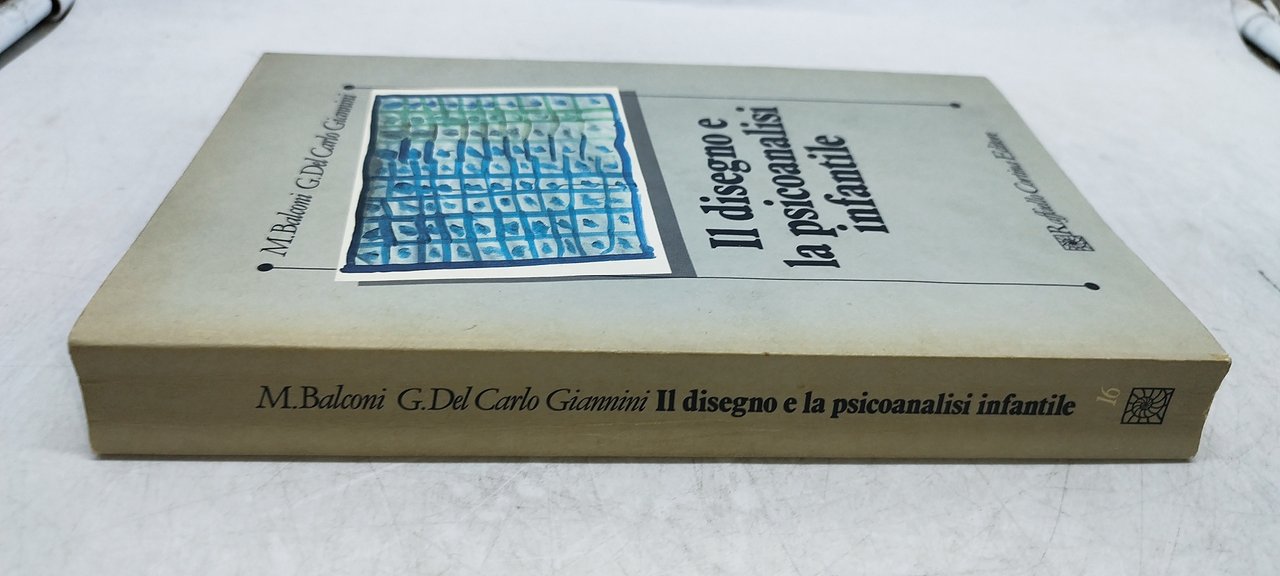 M.Balconi G.Del Carlo Giannini
Il disegno e
la psicoanalisi
infantile
Raffaello Cortina Editore
M.Balconi G.Del Carlo Giannini Il disegno e la psicoanalisi infantile
16